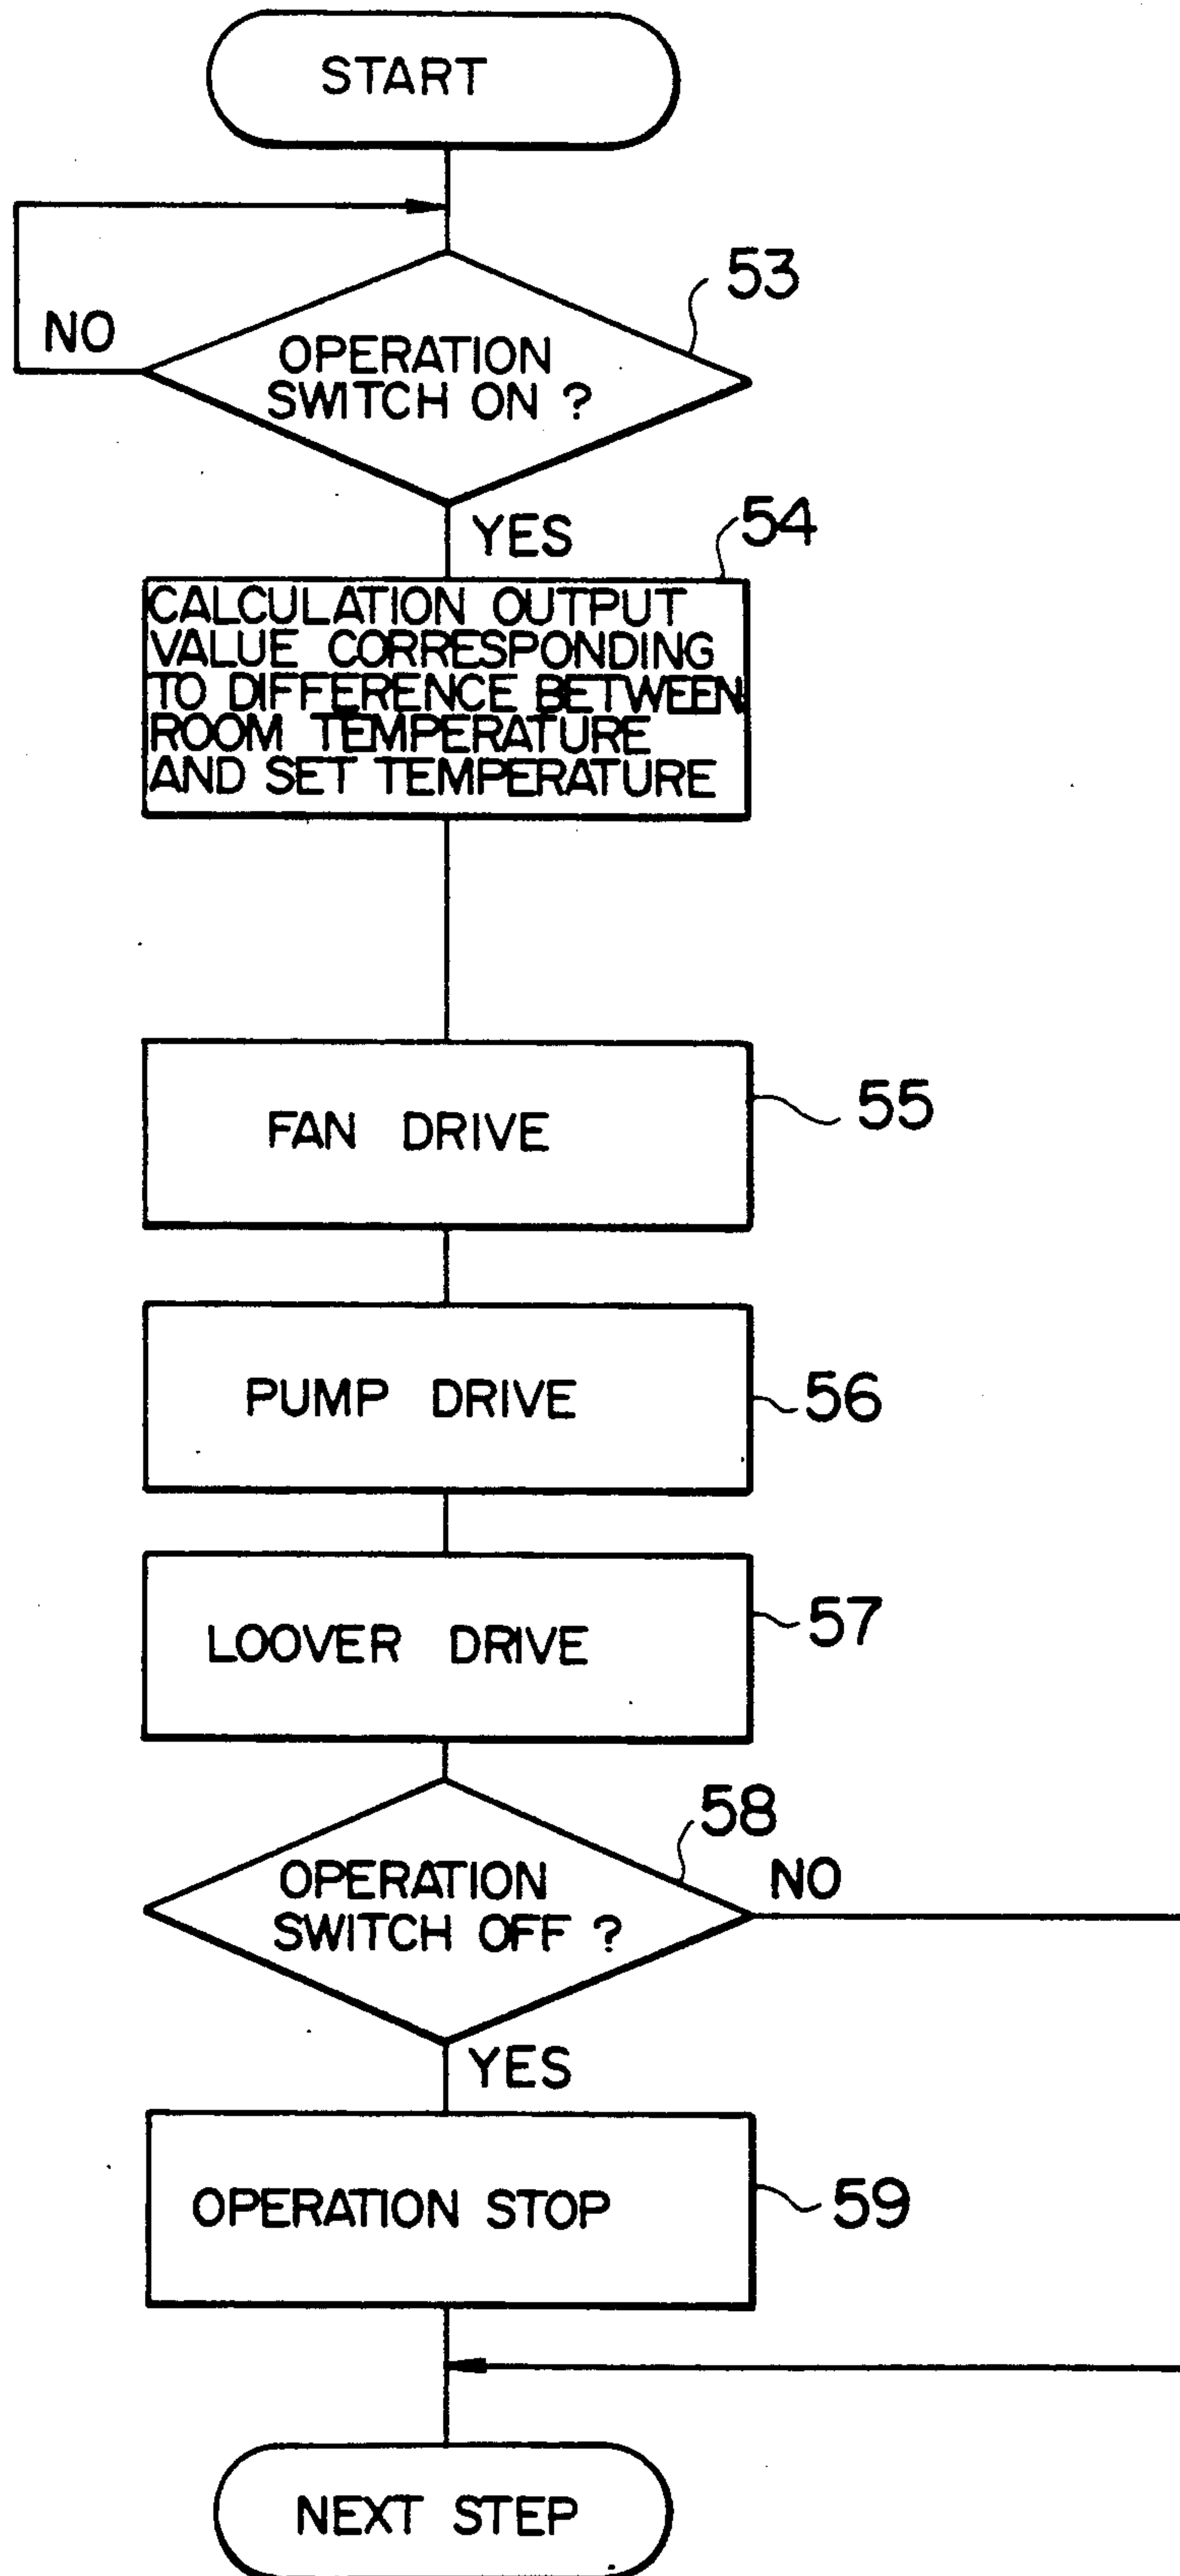 START
53
NO
OPERATION
SWITCH ON ?
YES
54
CALCULATION OUTPUT
VALUE CORRESPONDING
TO DIFFERENCE BETWEEN
ROOM TEMPERATURE
AND SET TEMPERATURE
FAN DRIVE
55
PUMP DRIVE
56
LOOVER DRIVE
57
58
NO
OPERATION
SWITCH OFF ?
YES
OPERATION STOP
59
NEXT STEP